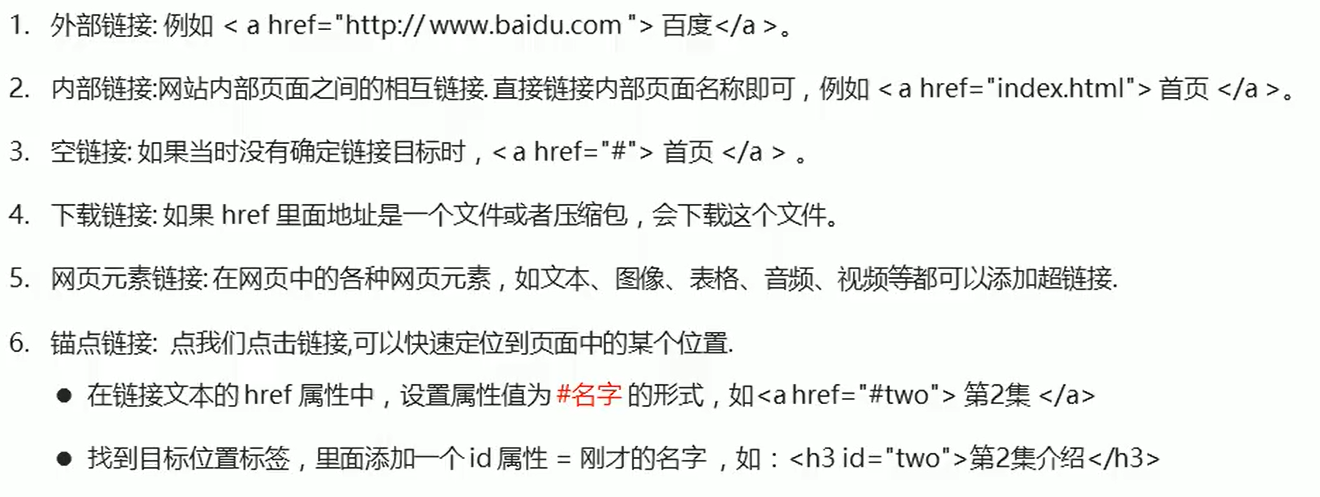 1. 外部链接: 例如 < a href="http:// www.baidu.com "> 百度</a >。
2. 内部链接:网站内部页面之间的相互链接. 直接链接内部页面名称即可，例如 < a href="index.html"> 首页 </a >。
3. 空链接: 如果当时没有确定链接目标时，< a href="#"> 首页 </a > 。
4. 下载链接: 如果 href 里面地址是一个文件或者压缩包，会下载这个文件。
5. 网页元素链接: 在网页中的各种网页元素，如文本、图像、表格、音频、视频等都可以添加超链接.
6. 锚点链接: 点我们点击链接,可以快速定位到页面中的某个位置.
● 在链接文本的 href 属性中，设置属性值为 #名字 的形式，如<a href="#two"> 第2集 </a>
● 找到目标位置标签，里面添加一个 id 属性 = 刚才的名字 ，如：<h3 id="two">第2集介绍</h3>